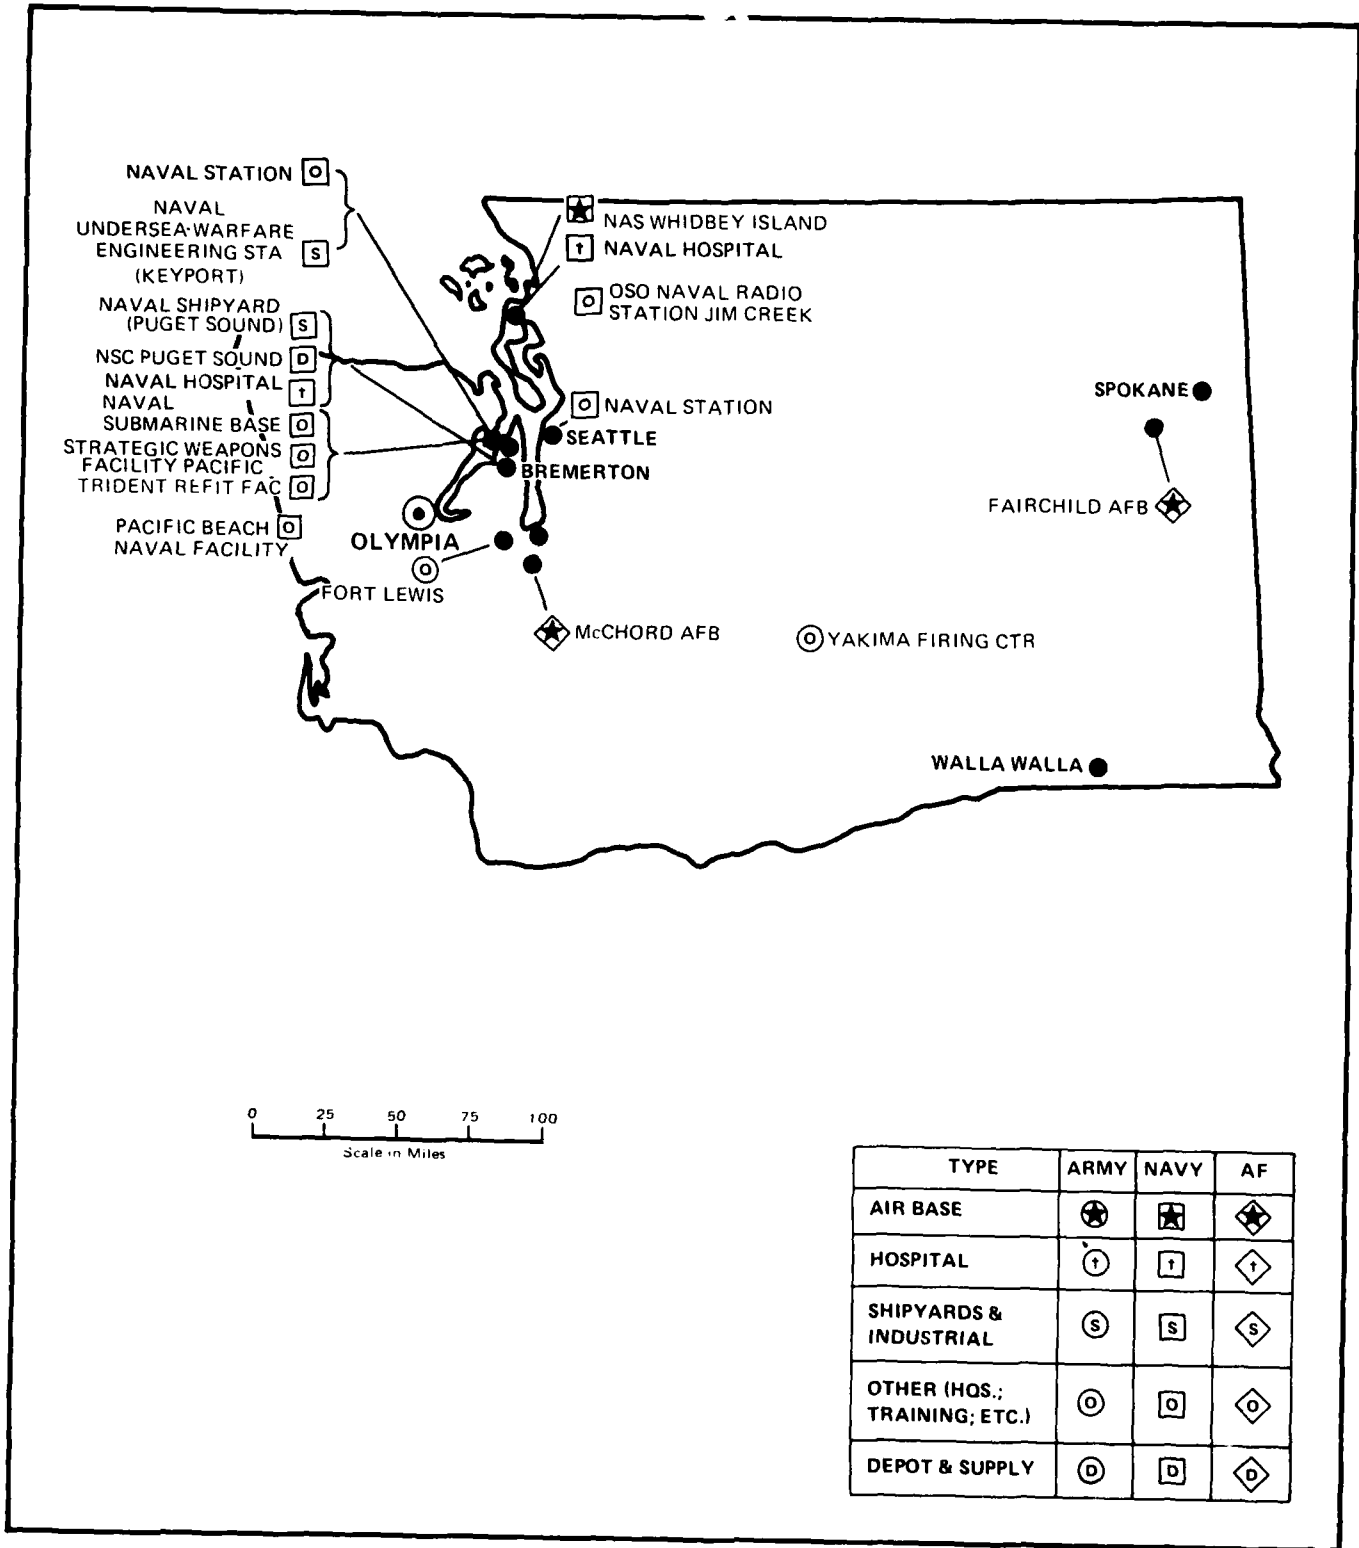 NAVAL STATION O
NAVAL
UNDERSEA-WARFARE
ENGINEERING STA S
(KEYPORT)
NAVAL SHIPYARD
(PUGET SOUND) S
NSC PUGET SOUND D
NAVAL HOSPITAL †
NAVAL
SUBMARINE BASE O
STRATEGIC WEAPONS O
FACILITY PACIFIC
TRIDENT REFIT FAC O
PACIFIC BEACH O
NAVAL FACILITY
NAS WHIDBEY ISLAND
† NAVAL HOSPITAL
O OSO NAVAL RADIO
STATION JIM CREEK
O NAVAL STATION
SEATTLE
BREMERTON
OLYMPIA
O
FORT LEWIS
McCHORD AFB
O YAKIMA FIRING CTR
SPOKANE
FAIRCHILD AFB
WALLA WALLA
0 25 50 75 100
Scale in Miles
TYPE ARMY NAVY AF
AIR BASE
HOSPITAL † † †
SHIPYARDS &
INDUSTRIAL S S S
OTHER (HQS.;
TRAINING; ETC.) O O O
DEPOT & SUPPLY D D D